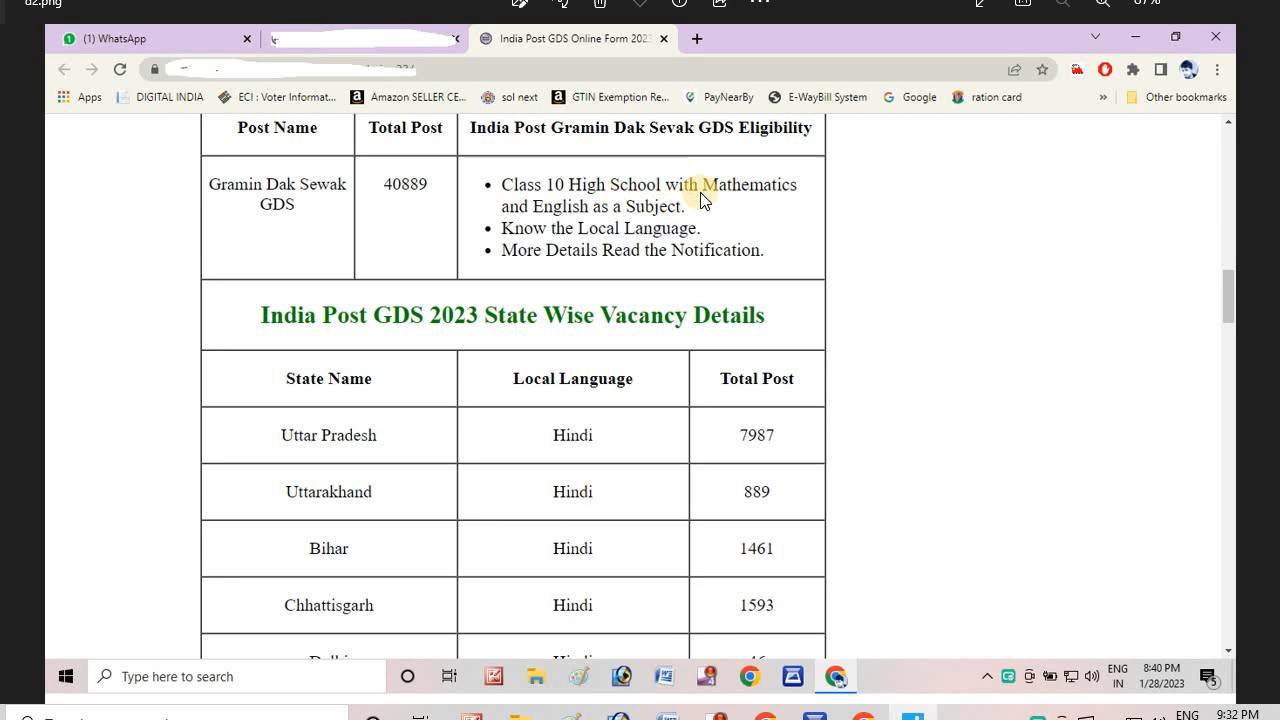 d2.png
67%
(1) WhatsApp
India Post GDS Online Form 2023
Apps DIGITAL INDIA ECI : Voter Informat... Amazon SELLER CE... sol next GTIN Exemption Re... PayNearBy E-WayBill System Google ration card » Other bookmarks
Post Name Total Post India Post Gramin Dak Sevak GDS Eligibility
Gramin Dak Sewak GDS 40889
• Class 10 High School with Mathematics
and English as a Subject.
• Know the Local Language.
• More Details Read the Notification.
India Post GDS 2023 State Wise Vacancy Details
State Name Local Language Total Post
Uttar Pradesh Hindi 7987
Uttarakhand Hindi 889
Bihar Hindi 1461
Chhattisgarh Hindi 1593
Type here to search
ENG
IN
8:40 PM
1/28/2023
5
ENG
9:32 PM